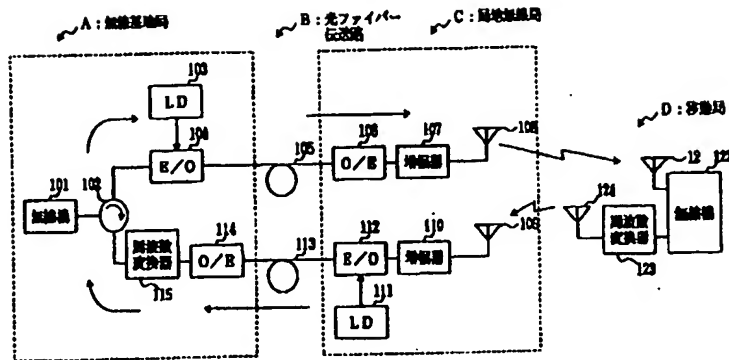 A:無線基地局
B:光ファイバー
伝送路
C:局地無線局
D:移動局
103
LD
104
E/O
105
O/E
106
107
増幅器
108
101
無線機
102
周波数
変換器
115
114
O/E
113
112
E/O
110
増幅器
109
111
LD
124
周波数
変換器
123
12
122
無線機